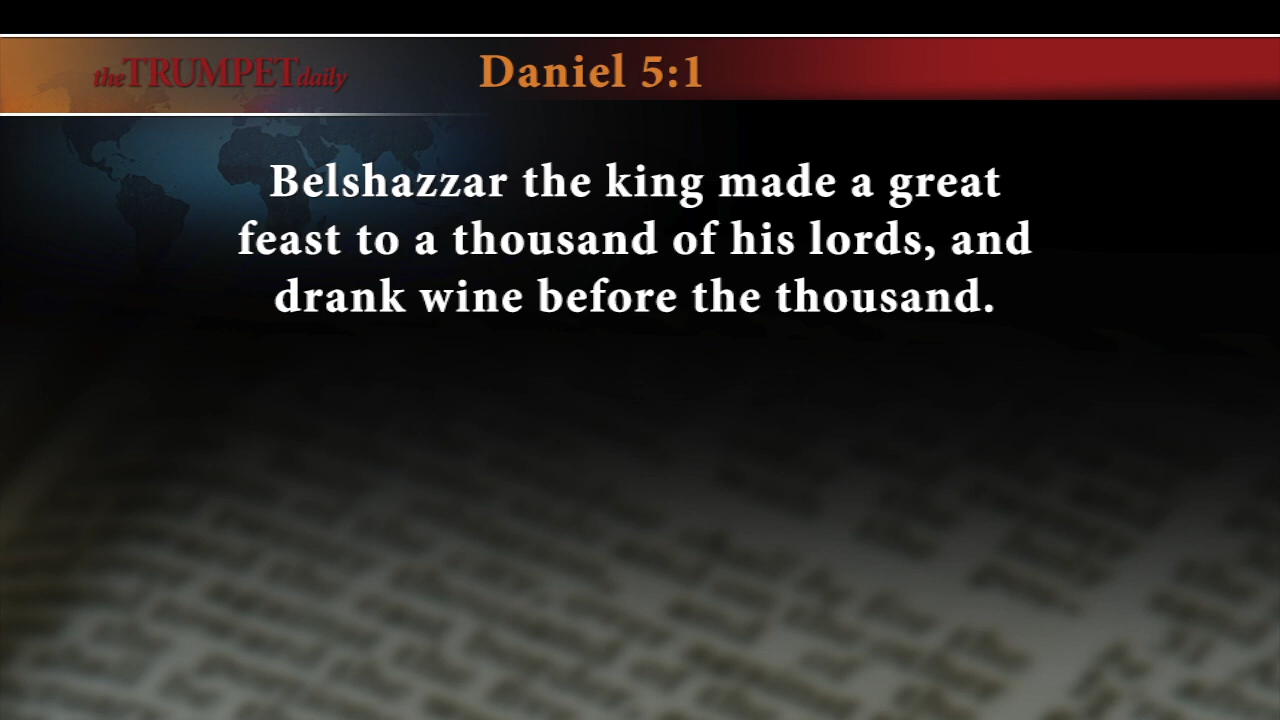 theTRUMPETdaily
Daniel 5:1
Belshazzar the king made a great
feast to a thousand of his lords, and
drank wine before the thousand.